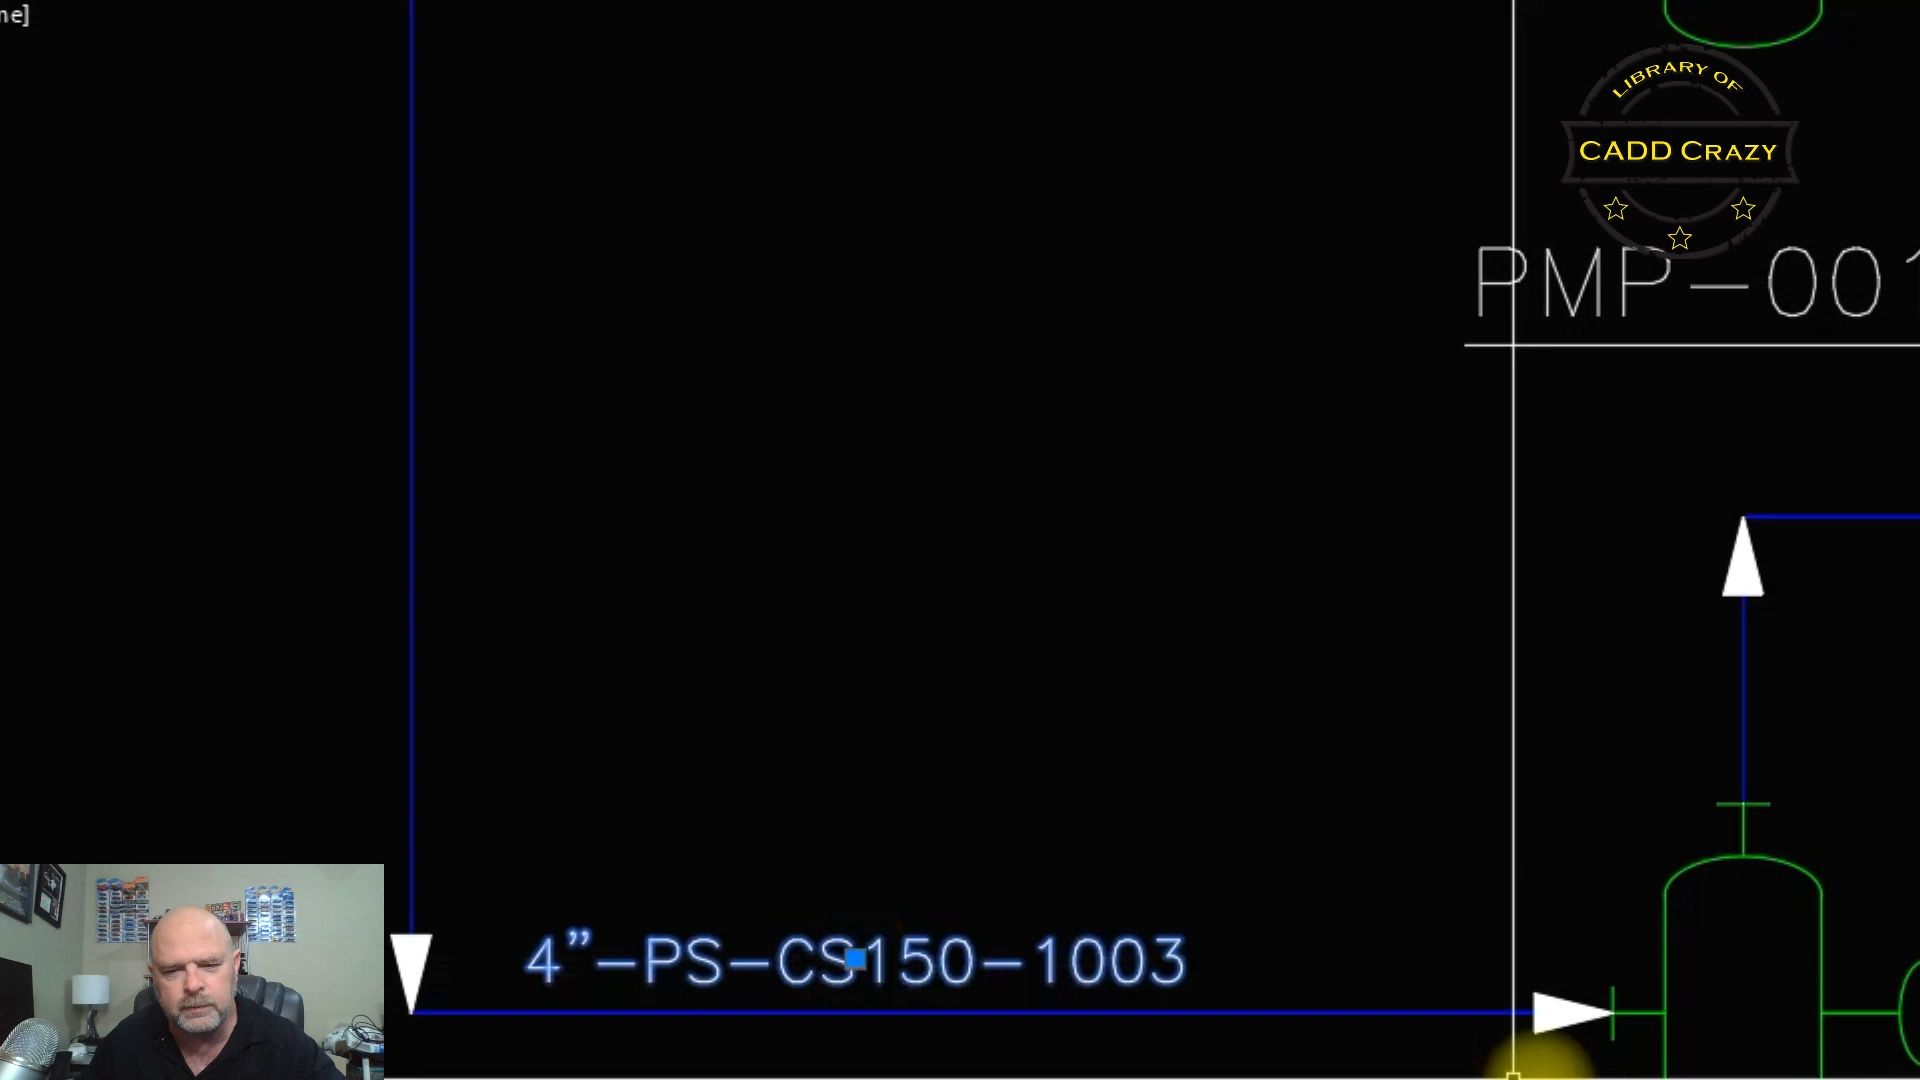 ne]
LIBRARY OF
CADD CRAZY
PMP-001
4"-PS-CS150-1003